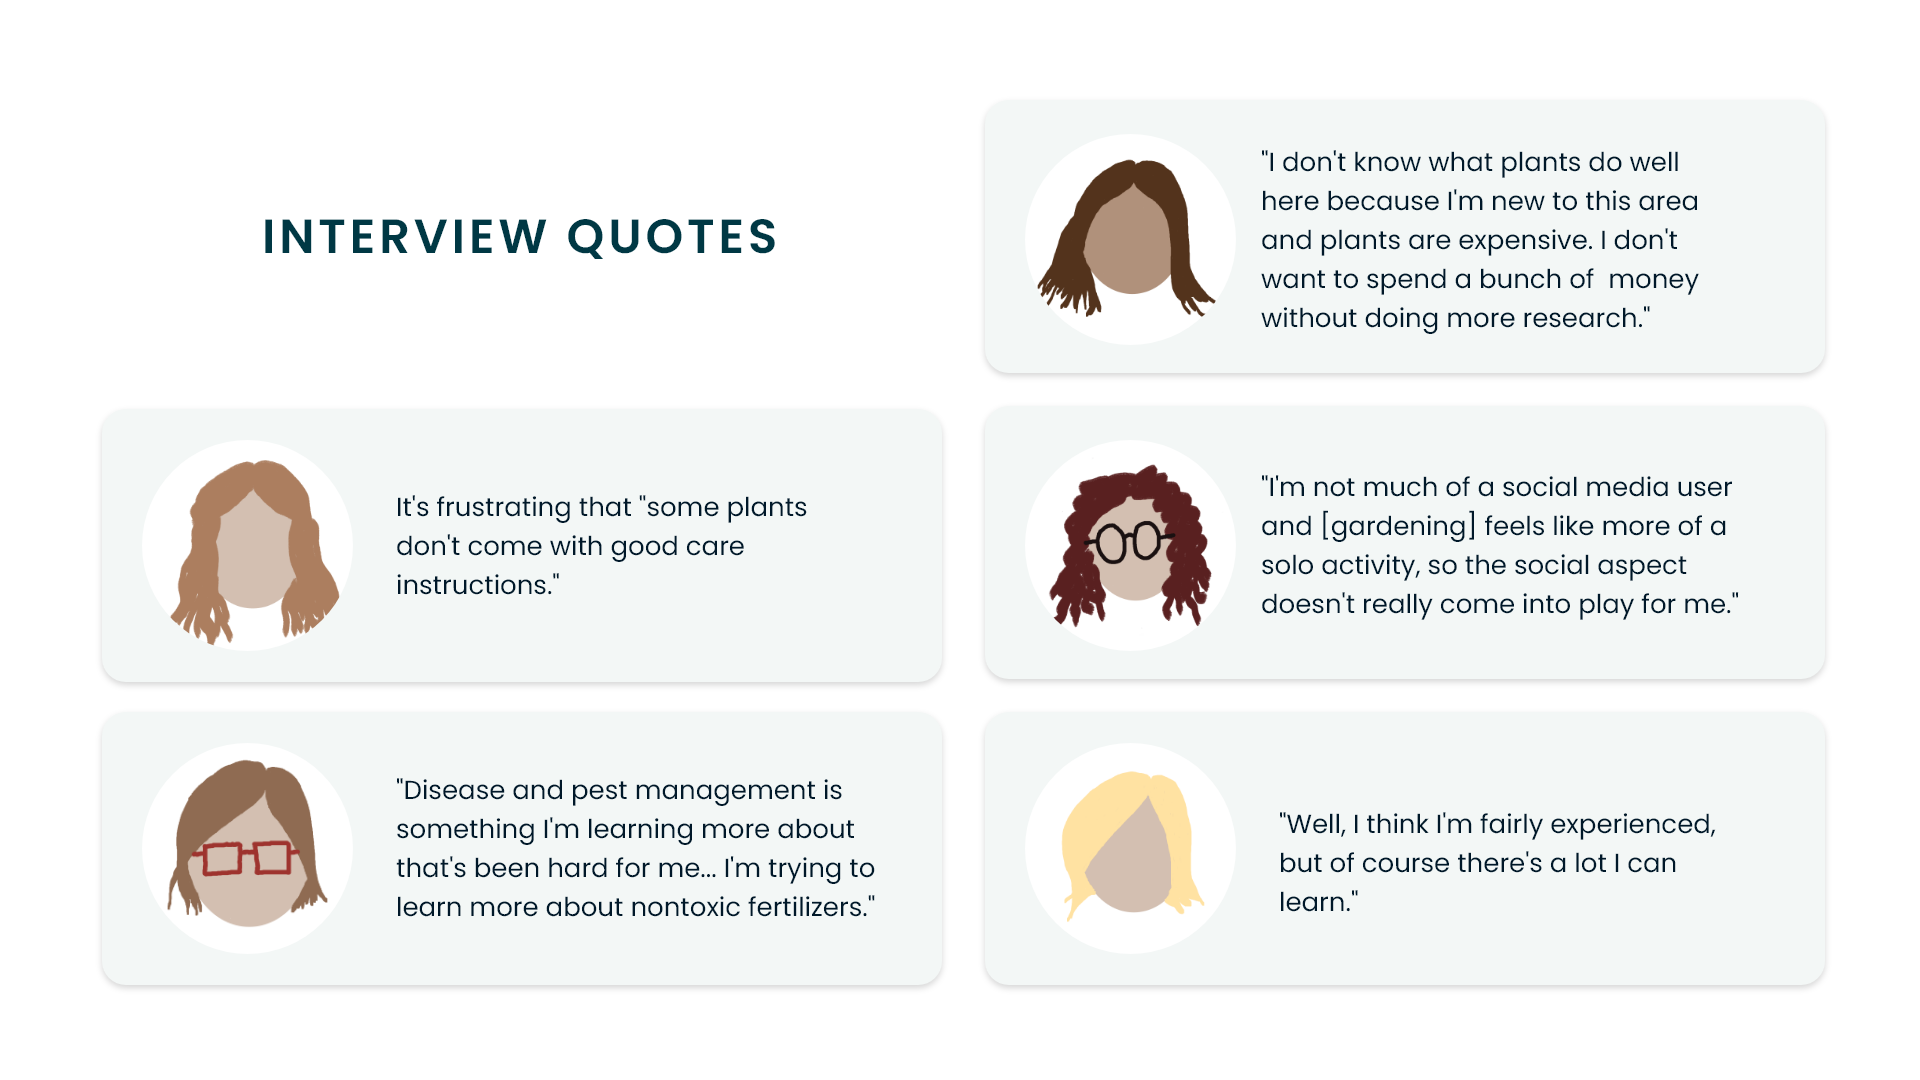 INTERVIEW QUOTES
"I don't know what plants do well
here because I'm new to this area
and plants are expensive. I don't
want to spend a bunch of  money
without doing more research."
It's frustrating that "some plants
don't come with good care
instructions."
"I'm not much of a social media user
and [gardening] feels like more of a
solo activity, so the social aspect
doesn't really come into play for me."
"Disease and pest management is
something I'm learning more about
that's been hard for me... I'm trying to
learn more about nontoxic fertilizers."
"Well, I think I'm fairly experienced,
but of course there's a lot I can
learn."